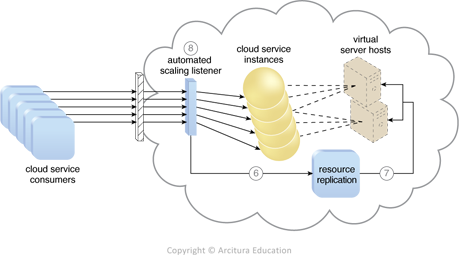 8
automated
scaling listener
cloud service
instances
virtual
server hosts
cloud service
consumers
6
resource
replication
7
Copyright © Arcitura Education